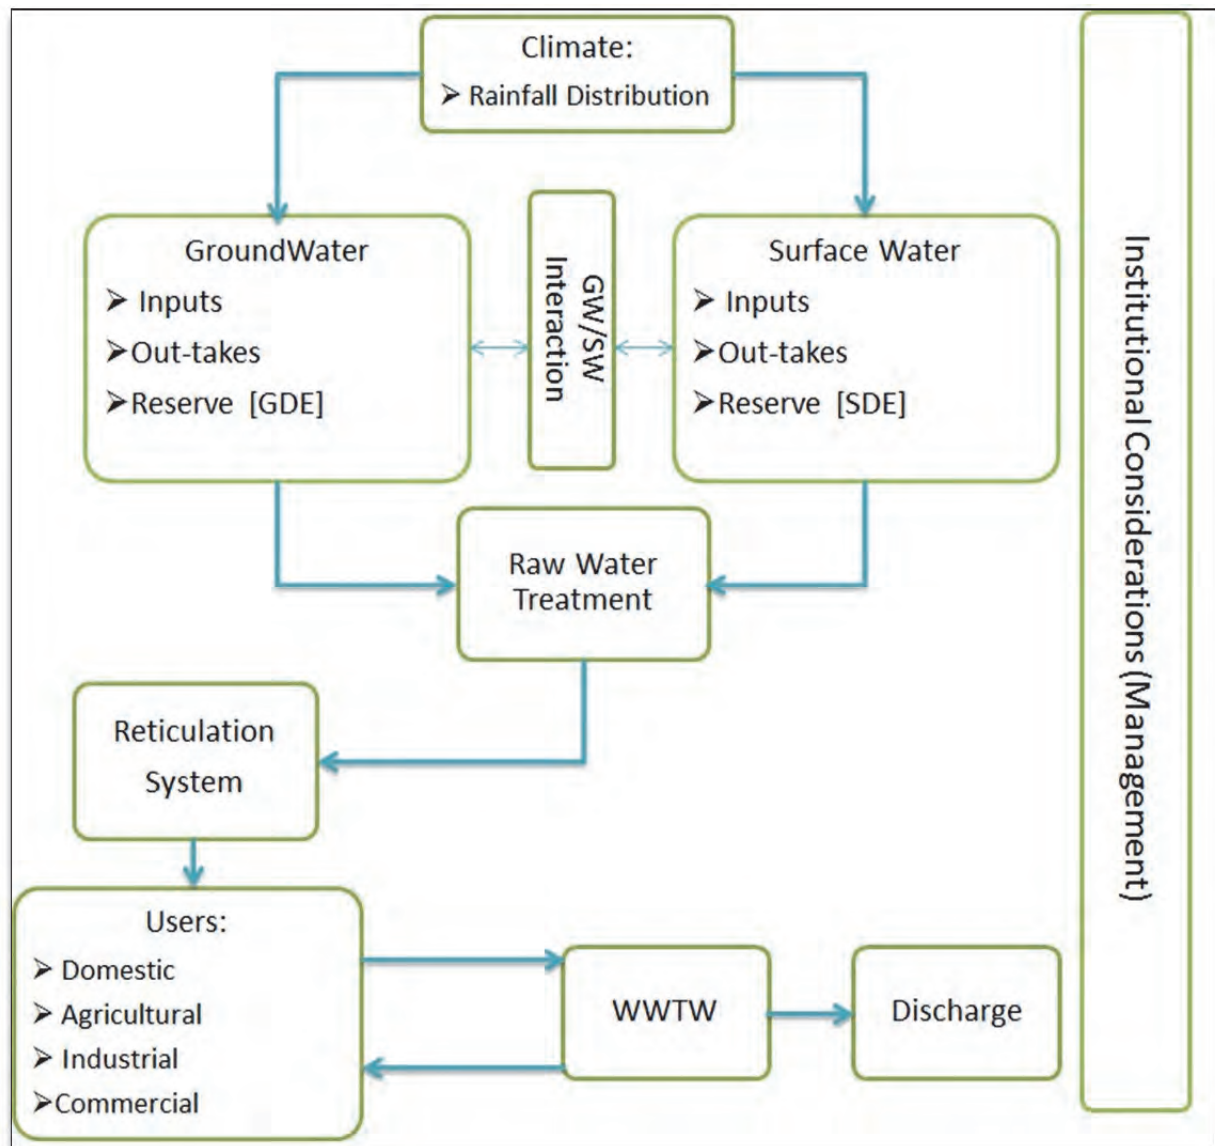 Climate:
➢ Rainfall Distribution
GroundWater
➢ Inputs
➢Out-takes
➢Reserve [GDE]
GW/SW
Interaction
Surface Water
➢ Inputs
➢Out-takes
➢Reserve [SDE]
Raw Water
Treatment
Reticulation
System
Users:
➢ Domestic
➢ Agricultural
➢ Industrial
➢Commercial
WWTW
Discharge
Institutional Considerations (Management)